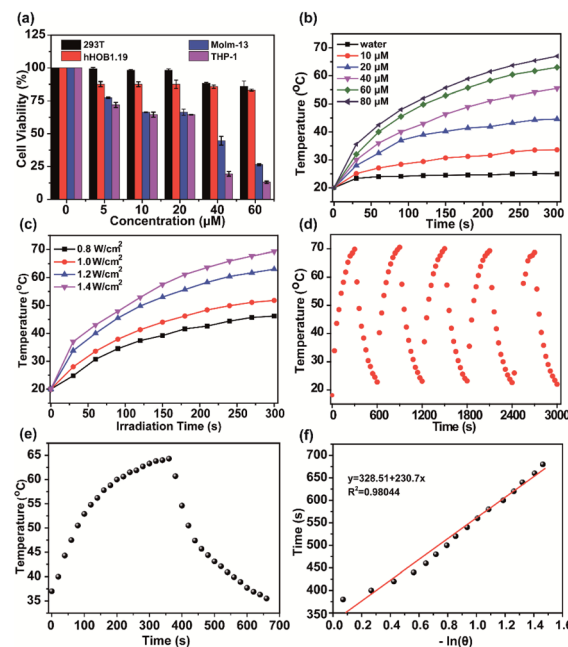 (a)
293T
hHOB1.19
Molm-13
THP-1
Cell Viability (%)
125
100
75
50
25
0
0 5 10 20 40 60
Concentration (µM)
(b)
water
10 µM
20 µM
40 µM
60 µM
80 µM
Temperature (°C)
70
60
50
40
30
20
0 50 100 150 200 250 300
Time (s)
(c)
0.8 W/cm²
1.0 W/cm²
1.2 W/cm²
1.4 W/cm²
Temperature (°C)
70
60
50
40
30
20
0 50 100 150 200 250 300
Irradiation Time (s)
(d)
Temperature (°C)
80
70
60
50
40
30
20
0 600 1200 1800 2400 3000
Time (s)
(e)
Temperature (°C)
65
60
55
50
45
40
35
0 100 200 300 400 500 600 700
Time (s)
(f)
y=328.51+230.7x
R²=0.98044
Time (s)
700
650
600
550
500
450
400
350
0.0 0.2 0.4 0.6 0.8 1.0 1.2 1.4 1.6
- ln(θ)